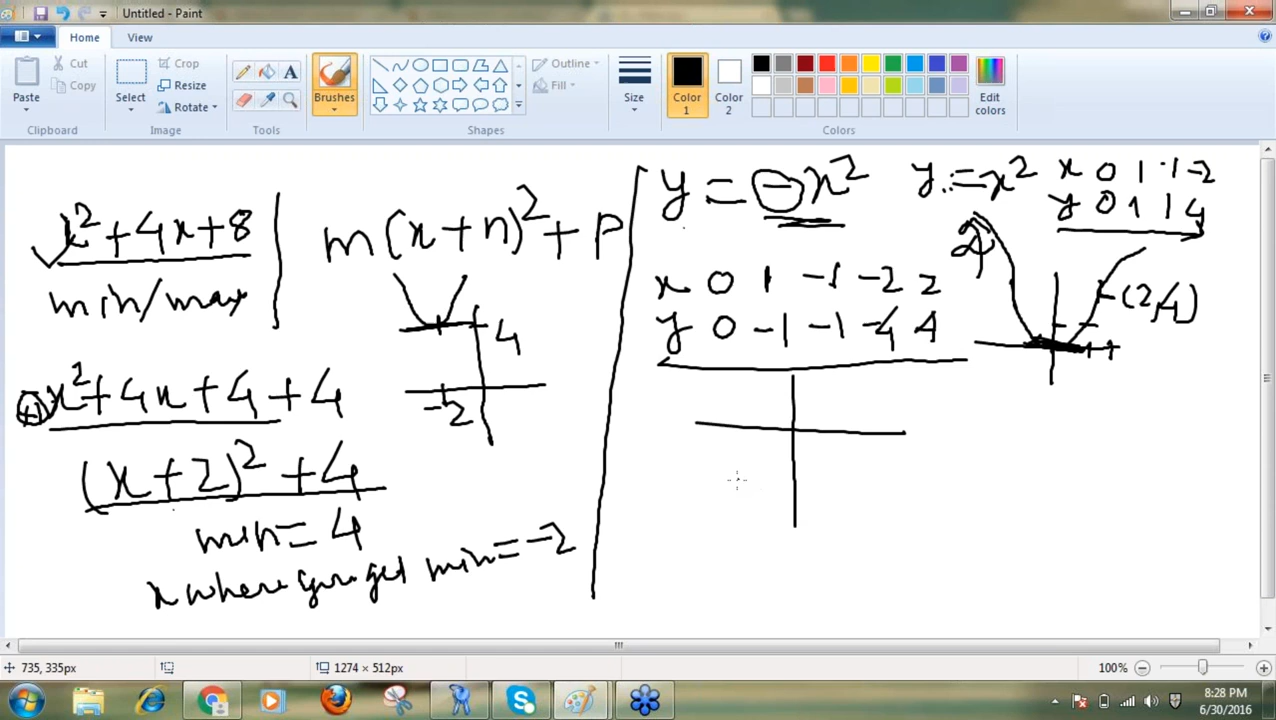 Untitled - Paint
Home View
Paste
Cut
Copy
Clipboard
Select
Crop
Resize
Rotate
Image
A
Tools
Brushes
Outline
Fill
Shapes
Size
Color 1
Color 2
Edit colors
Colors
x²+4x+8
min/max
x²+4x+4+4
(x+2)²+4
min=4
x where you get min=-2
m(x+n)²+p
4
-2
y=-x²
x 0 1 -1 -2 2
y 0 -1 -1 -4 4
y=x²
x 0 1 -1 -2
y 0 1 1 4
(2,4)
735, 335px
1274 × 512px
100%
8:28 PM
6/30/2016